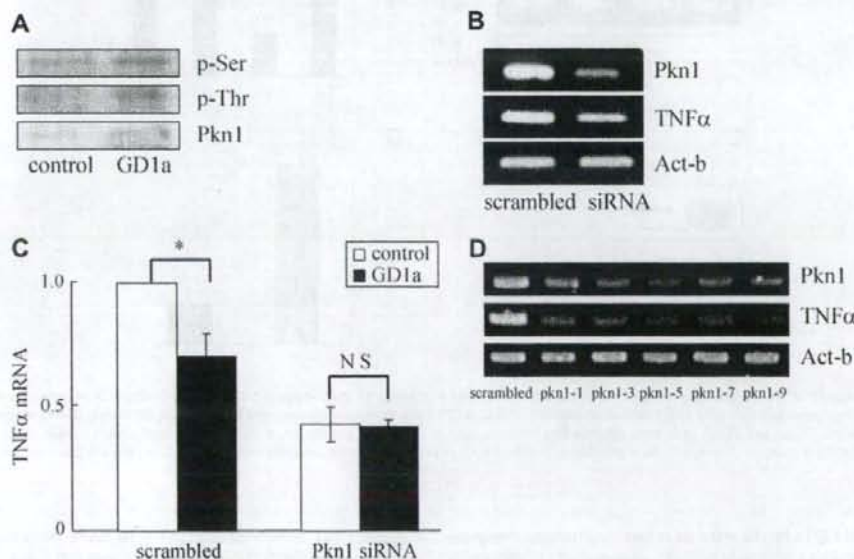 A
p-Ser
p-Thr
Pkn1
control GD1a
B
Pkn1
TNFα
Act-b
scrambled siRNA
C
*
control
GD1a
1.0
NS
0.5
0
TNFα mRNA
scrambled Pkn1 siRNA
D
Pkn1
TNFα
Act-b
scrambled pkn1-1 pkn1-3 pkn1-5 pkn1-7 pkn1-9